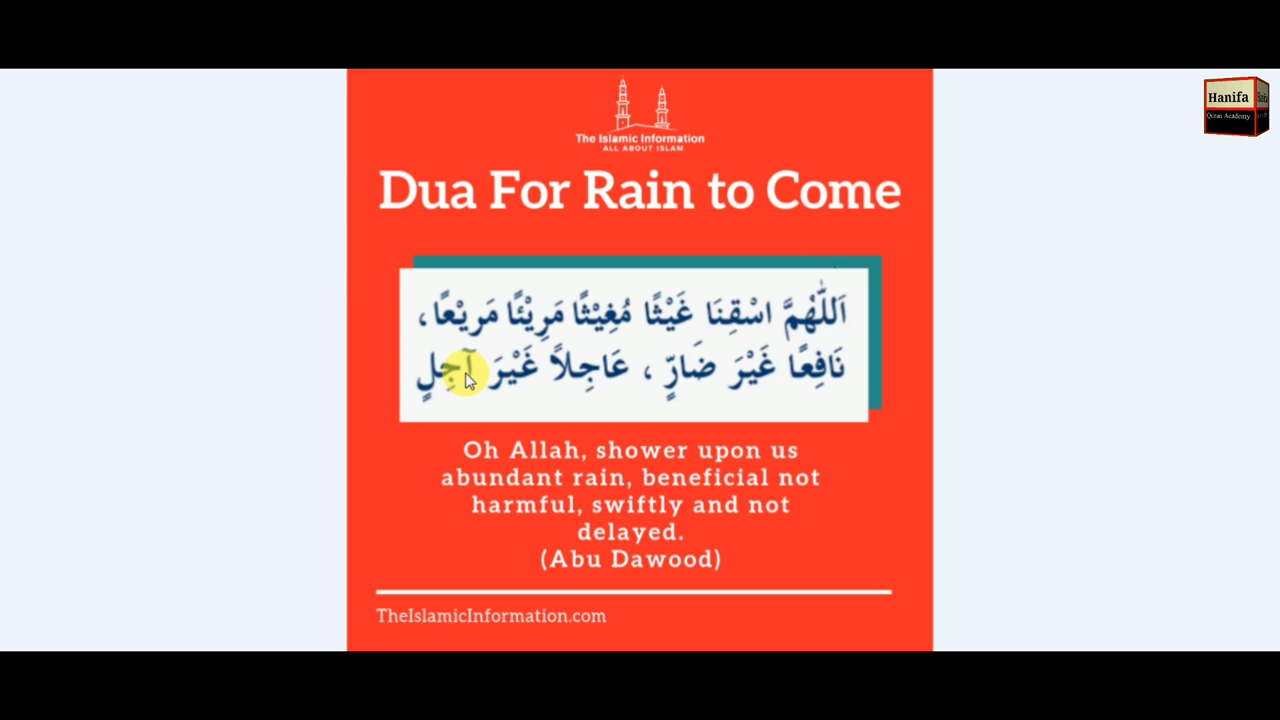 The Islamic Information
ALL ABOUT ISLAM
Dua For Rain to Come
اَللّٰهُمَّ اسْقِنَا غَيْثًا مُغِيْثًا مَرِيْئًا مَرِيْعًا،
نَافِعًا غَيْرَ ضَارٍّ ، عَاجِلاً غَيْرَ آجِلٍ
Oh Allah, shower upon us
abundant rain, beneficial not
harmful, swiftly and not
delayed.
(Abu Dawood)
TheIslamicInformation.com
Hanifa
Quran Academy